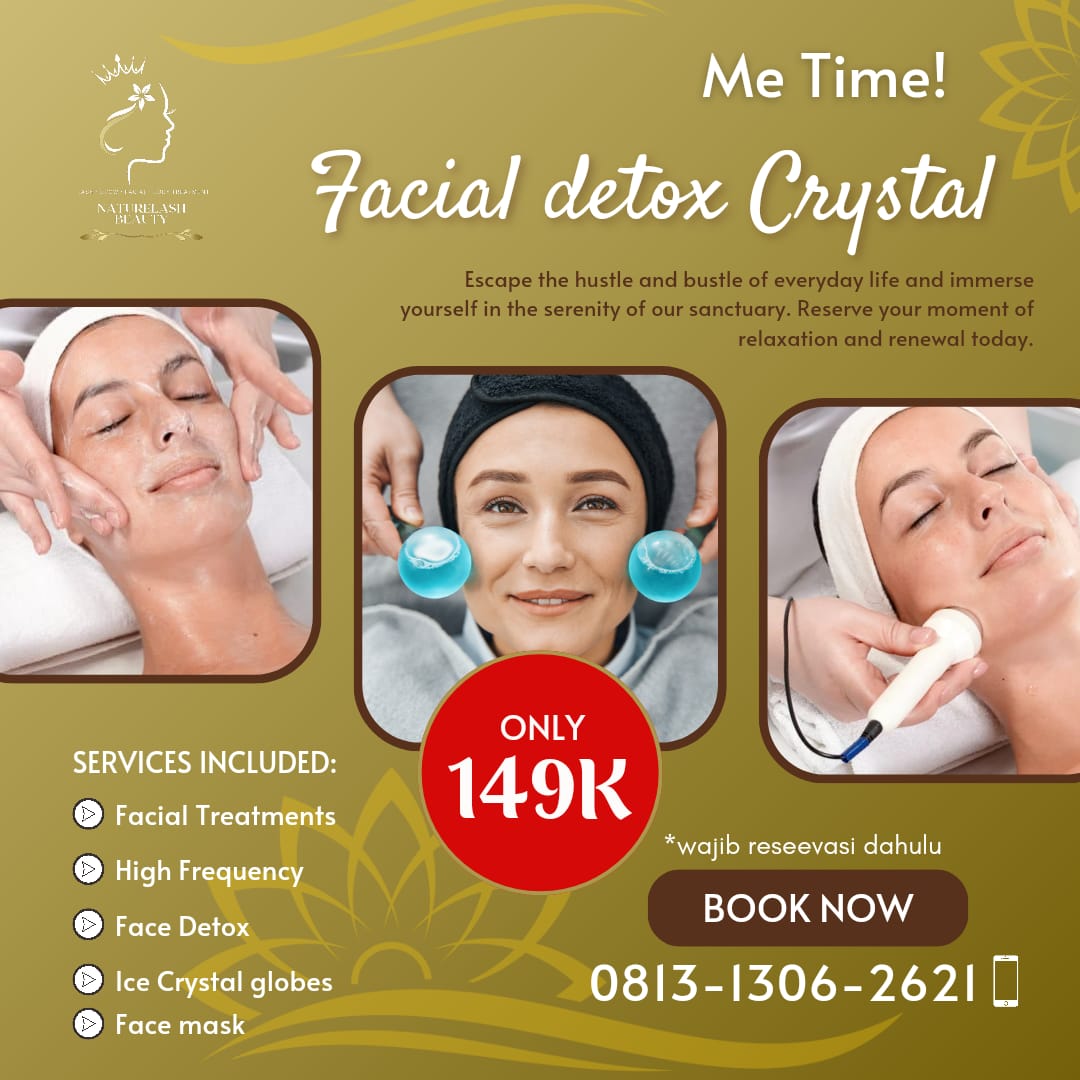 Me Time!
Facial detox Crystal
NATURELASH
BEAUTY
Escape the hustle and bustle of everyday life and immerse
yourself in the serenity of our sanctuary. Reserve your moment of
relaxation and renewal today.
ONLY
149K
SERVICES INCLUDED:
Facial Treatments
High Frequency
Face Detox
Ice Crystal globes
Face mask
*wajib reseevasi dahulu
BOOK NOW
0813-1306-2621